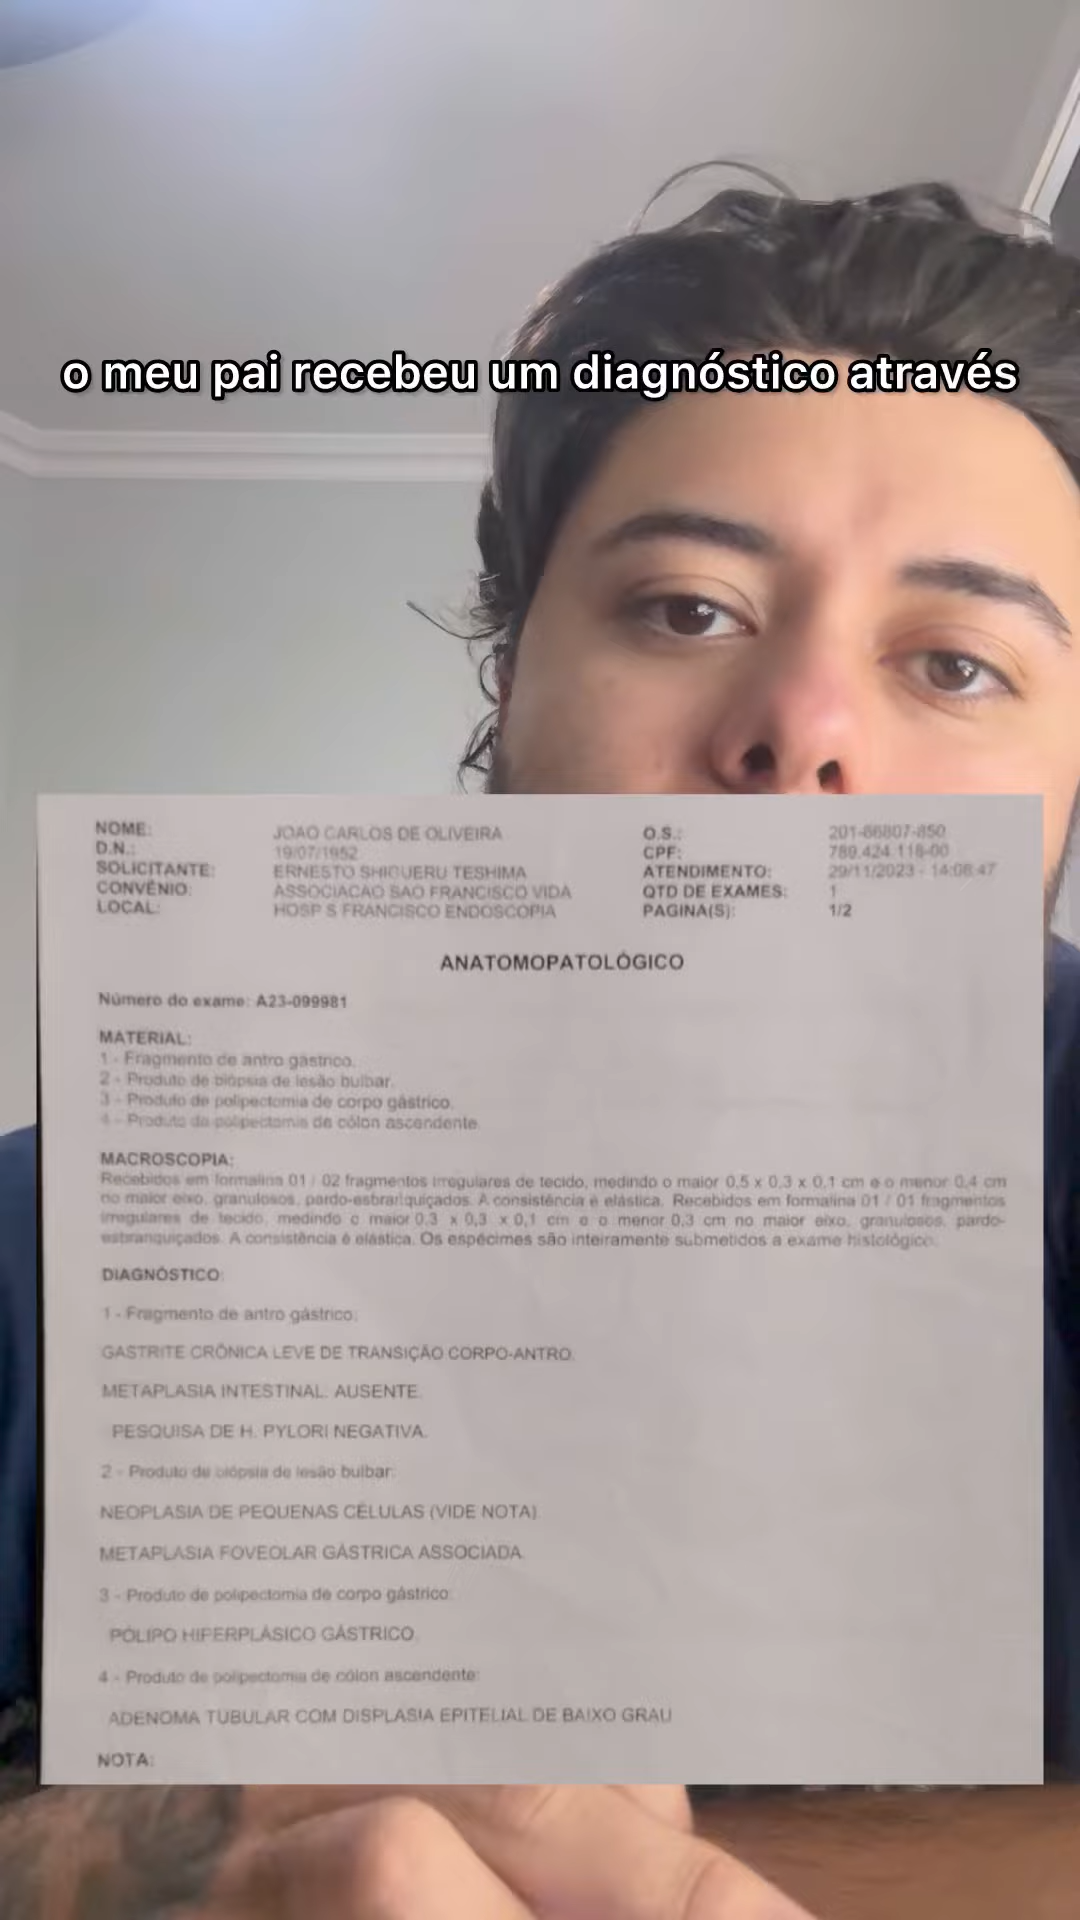 o meu pai recebeu um diagnóstico através
NOME: JOAO CARLOS DE OLIVEIRA O.S.: 201-66807-850
D.N.: 19/07/1952 CPF: 789.424.118-00
SOLICITANTE: ERNESTO SHIGUERU TESHIMA ATENDIMENTO: 29/11/2023 - 14:08:47
CONVÊNIO: ASSOCIACAO SAO FRANCISCO VIDA QTD DE EXAMES: 1
LOCAL: HOSP S FRANCISCO ENDOSCOPIA PAGINA(S): 1/2
ANATOMOPATOLÓGICO
Número do exame: A23-099981
MATERIAL:
1 - Fragmento de antro gástrico.
2 - Produto de biópsia de lesão bulbar.
3 - Produto de polipectomia de corpo gástrico.
4 - Produto de polipectomia de cólon ascendente.
MACROSCOPIA:
Recebidos em formalina 01 / 02 fragmentos irregulares de tecido, medindo o maior 0,5 x 0,3 x 0,1 cm e o menor 0,4 cm
no maior eixo, granulosos, pardo-esbranquiçados. A consistência é elástica. Recebidos em formalina 01 / 01 fragmentos
irregulares de tecido, medindo o maior 0,3 x 0,3 x 0,1 cm e o menor 0,3 cm no maior eixo, granulosos, pardo-
esbranquiçados. A consistência é elástica. Os espécimes são inteiramente submetidos a exame histológico.
DIAGNÓSTICO:
1 - Fragmento de antro gástrico:
GASTRITE CRÔNICA LEVE DE TRANSIÇÃO CORPO-ANTRO.
METAPLASIA INTESTINAL: AUSENTE.
PESQUISA DE H. PYLORI NEGATIVA.
2 - Produto de biópsia de lesão bulbar:
NEOPLASIA DE PEQUENAS CÉLULAS (VIDE NOTA)
METAPLASIA FOVEOLAR GÁSTRICA ASSOCIADA.
3 - Produto de polipectomia de corpo gástrico:
PÓLIPO HIPERPLÁSICO GÁSTRICO.
4 - Produto de polipectomia de cólon ascendente:
ADENOMA TUBULAR COM DISPLASIA EPITELIAL DE BAIXO GRAU
NOTA: